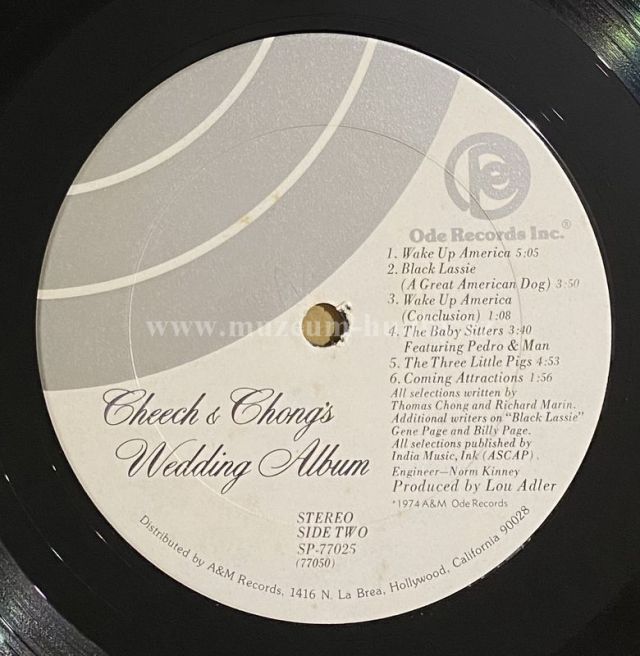 Ode Records Inc.®
1. Wake Up America 5:05
2. Black Lassie
(A Great American Dog) 3:50
3. Wake Up America
(Conclusion) 1:08
4. The Baby Sitters 3:40
Featuring Pedro & Man
5. The Three Little Pigs 4:53
6. Coming Attractions 1:56
All selections written by
Thomas Chong and Richard Marin.
Additional writers on "Black Lassie"
Gene Page and Billy Page.
All selections published by
India Music, Ink (ASCAP).
Engineer—Norm Kinney
Produced by Lou Adler
℗1974 A&M Ode Records
Cheech & Chong's
Wedding Album
STEREO
SIDE TWO
SP-77025
(77050)
Distributed by A&M Records, 1416 N. La Brea, Hollywood, California 90028